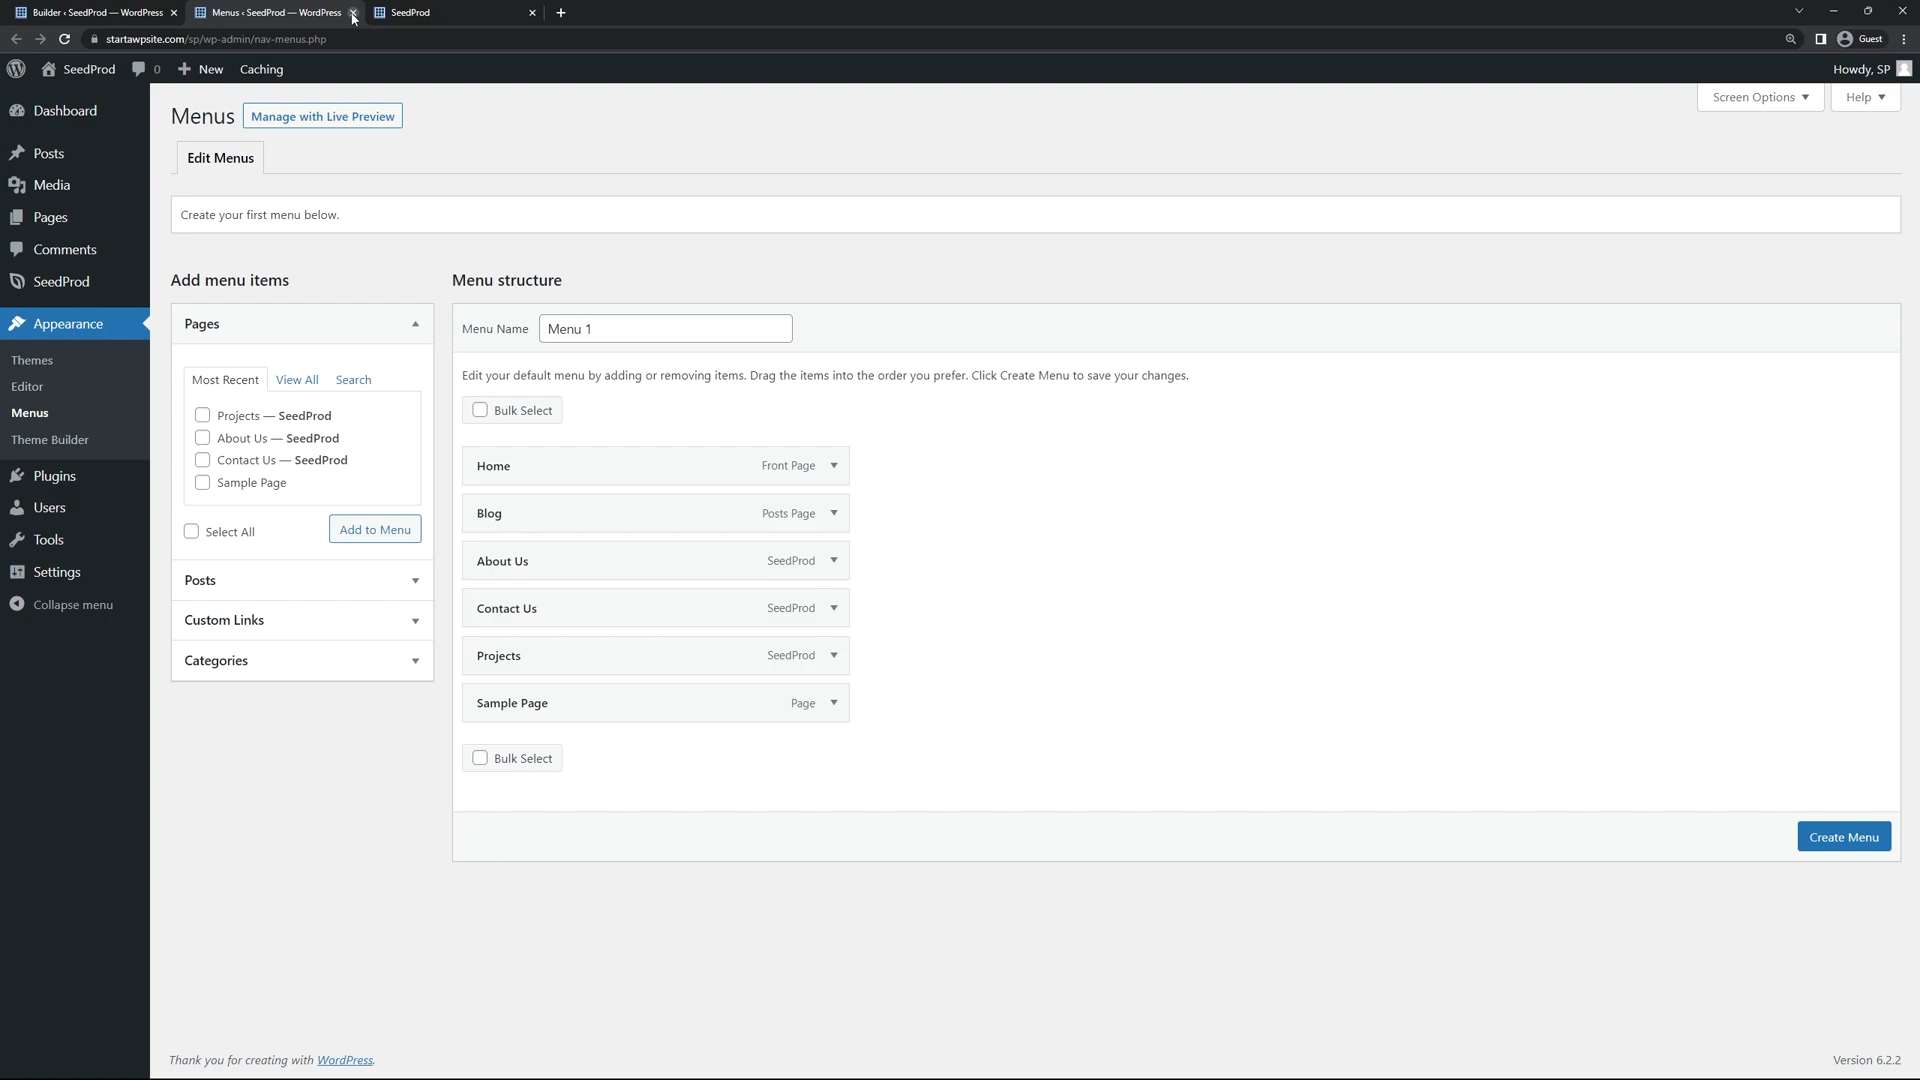 Builder ‹ SeedProd — WordPress
Menus ‹ SeedProd — WordPress
SeedProd
startawpsite.com/sp/wp-admin/nav-menus.php
Guest
SeedProd
0
New
Caching
Howdy, SP
Dashboard
Posts
Media
Pages
Comments
SeedProd
Appearance
Themes
Editor
Menus
Theme Builder
Plugins
Users
Tools
Settings
Collapse menu
Screen Options
Help
Menus
Manage with Live Preview
Edit Menus
Create your first menu below.
Add menu items
Pages
Most Recent
View All
Search
Projects — SeedProd
About Us — SeedProd
Contact Us — SeedProd
Sample Page
Select All
Add to Menu
Posts
Custom Links
Categories
Menu structure
Menu Name
Menu 1
Edit your default menu by adding or removing items. Drag the items into the order you prefer. Click Create Menu to save your changes.
Bulk Select
Home Front Page
Blog Posts Page
About Us SeedProd
Contact Us SeedProd
Projects SeedProd
Sample Page Page
Bulk Select
Create Menu
Thank you for creating with WordPress.
Version 6.2.2